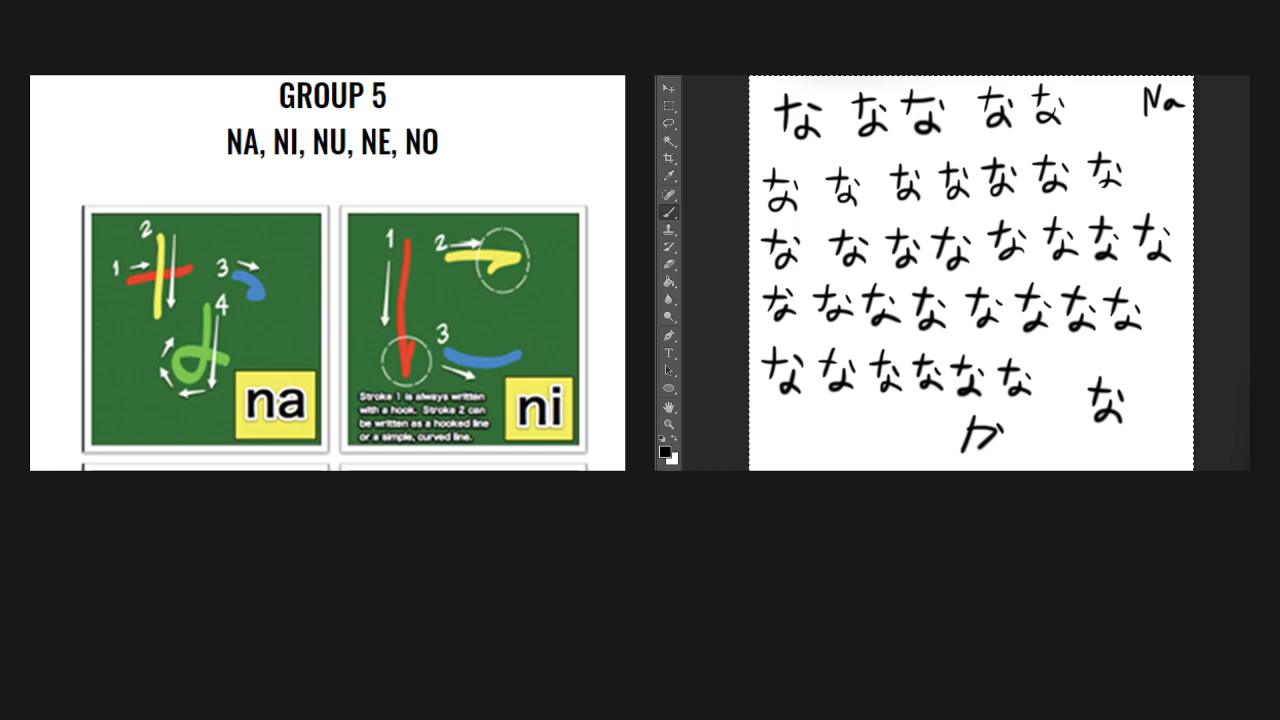 GROUP 5
NA, NI, NU, NE, NO
2
1
3
4
na
1
2
3
Stroke 1 is always written
with a hook. Stroke 2 can
be written as a hooked line
or a simple, curved line.
ni
な な な な な Na
な な な な な な な
な な な な な な な な
な な な な な な な な
な な な な な な
な